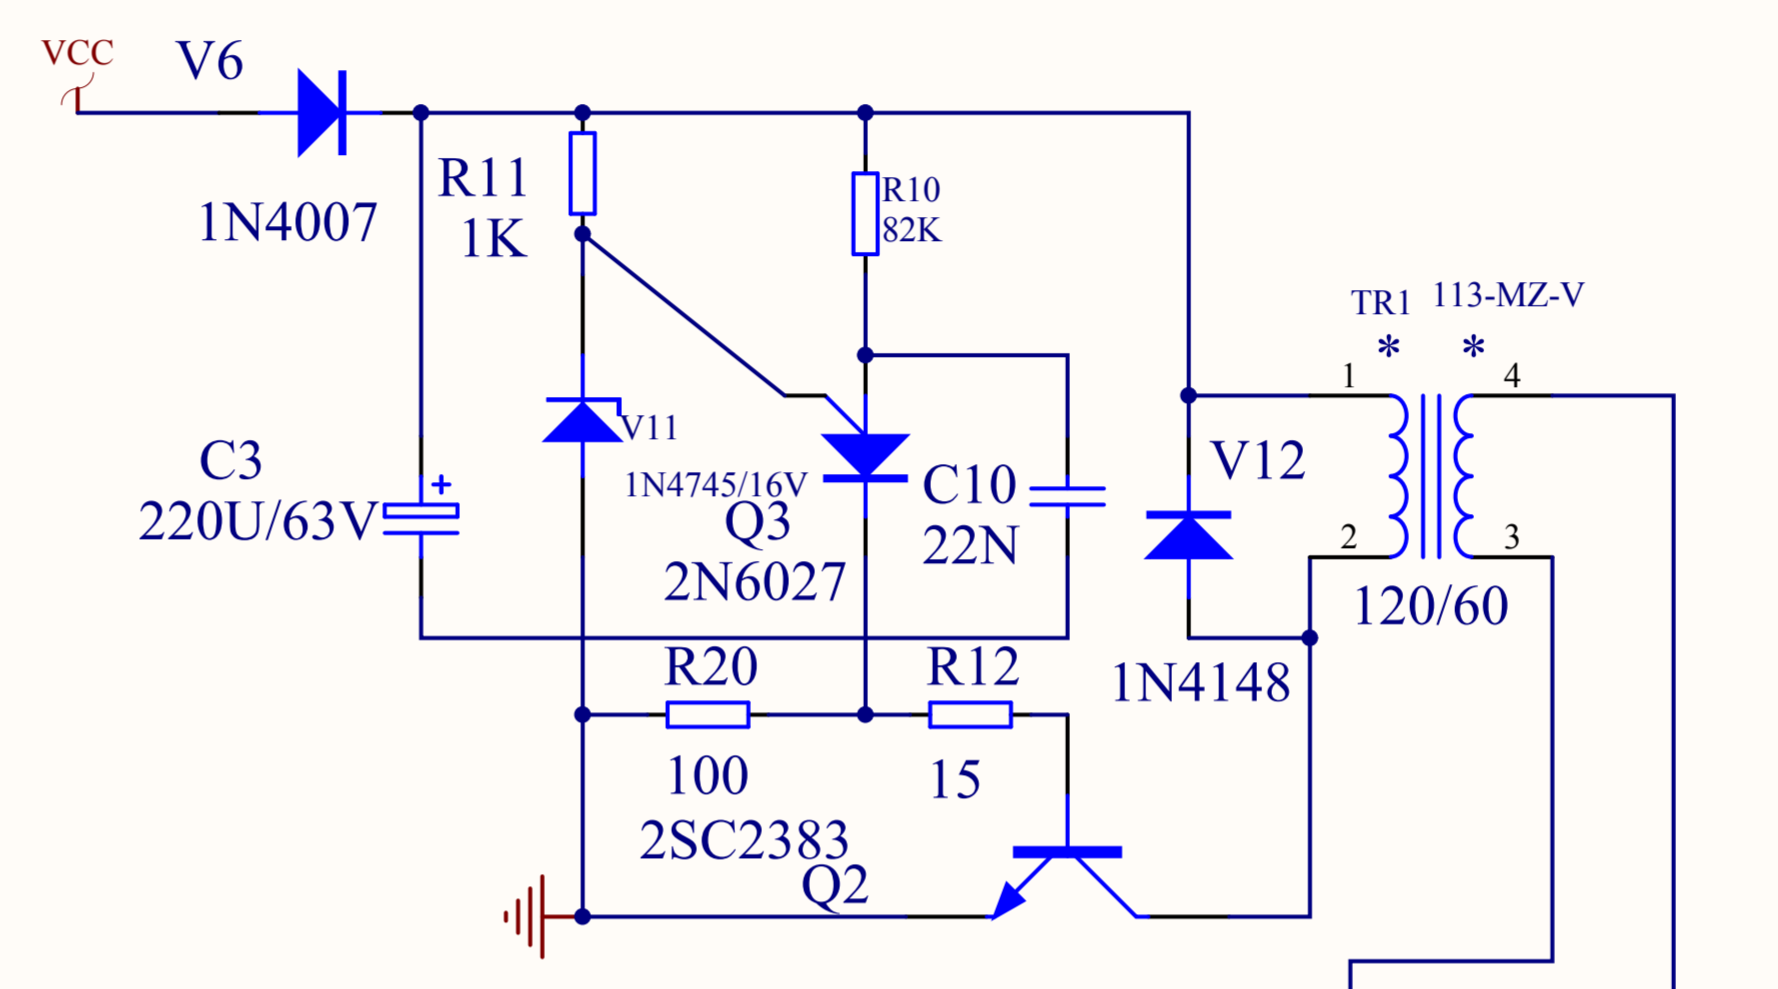 VCC
V6
1N4007
R11
1K
R10
82K
TR1
113-MZ-V
*
*
1
4
V11
1N4745/16V
C3
220U/63V
+
Q3
2N6027
C10
22N
V12
2
3
120/60
1N4148
R20
R12
100
15
2SC2383
Q2